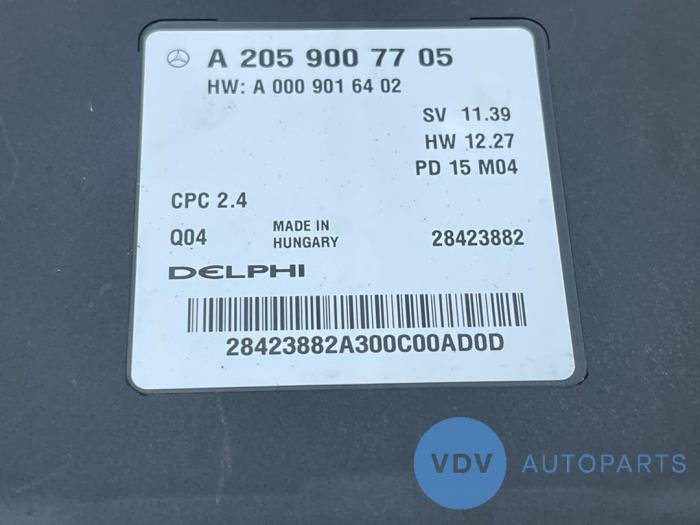 A 205 900 77 05
HW: A 000 901 64 02
SV 11.39
HW 12.27
PD 15 M04
CPC 2.4
Q04 MADE IN HUNGARY 28423882
DELPHI
28423882A300C00AD0D
VDV AUTOPARTS